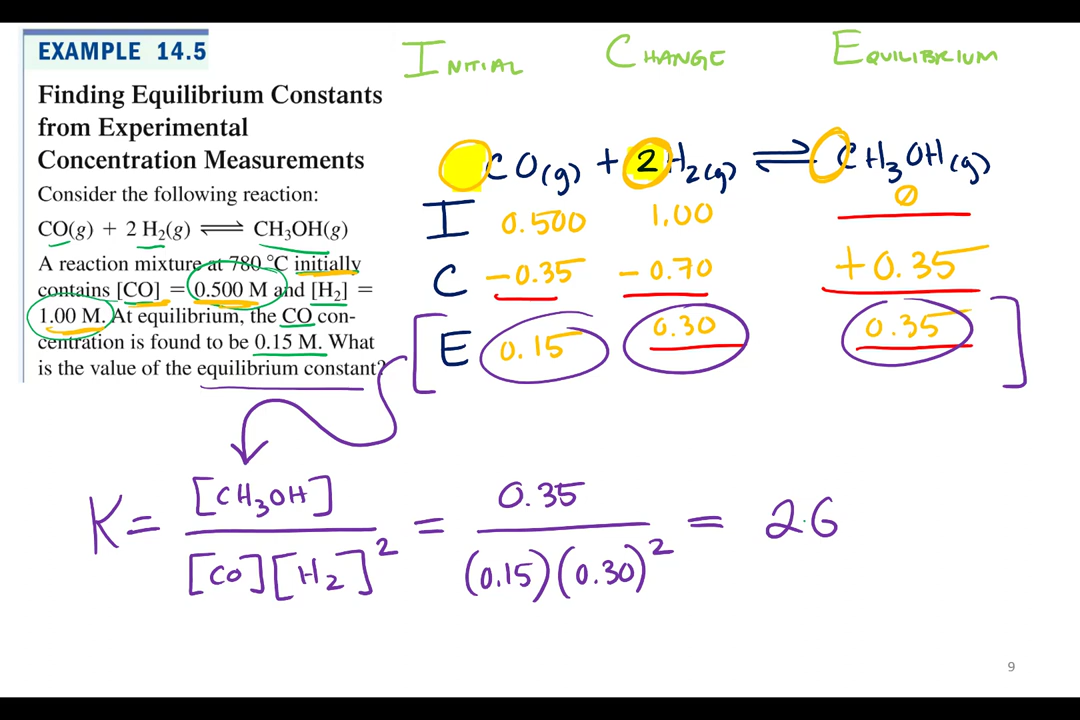 EXAMPLE 14.5
Finding Equilibrium Constants
from Experimental
Concentration Measurements
Consider the following reaction:
CO(g) + 2 H₂(g) ⇌ CH₃OH(g)
A reaction mixture at 780 °C initially
contains [CO] = 0.500 M and [H₂] =
1.00 M. At equilibrium, the CO con-
centration is found to be 0.15 M. What
is the value of the equilibrium constant?
INITIAL CHANGE EQUILIBRIUM
CO(g) + 2 H₂(g) ⇌ CH₃OH(g)
I 0.500 1.00 0
C −0.35 −0.70 +0.35
E 0.15 0.30 0.35
K = [CH₃OH] / [CO][H₂]² = 0.35 / (0.15)(0.30)² = 26
9